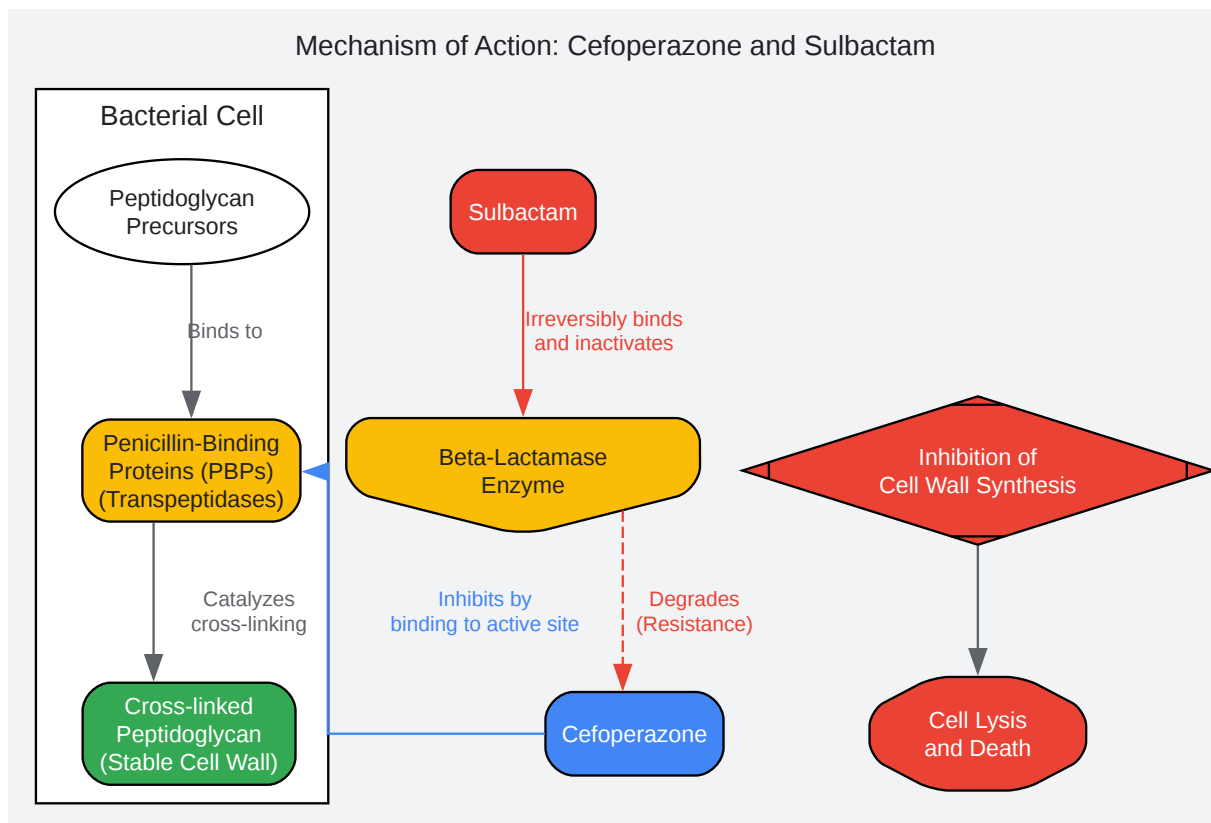 Mechanism of Action: Cefoperazone and Sulbactam
Bacterial Cell
Peptidoglycan
Precursors
Binds to
Penicillin-Binding
Proteins (PBPs)
(Transpeptidases)
Catalyzes
cross-linking
Cross-linked
Peptidoglycan
(Stable Cell Wall)
Sulbactam
Irreversibly binds
and inactivates
Beta-Lactamase
Enzyme
Inhibits by
binding to active site
Degrades
(Resistance)
Cefoperazone
Inhibition of
Cell Wall Synthesis
Cell Lysis
and Death